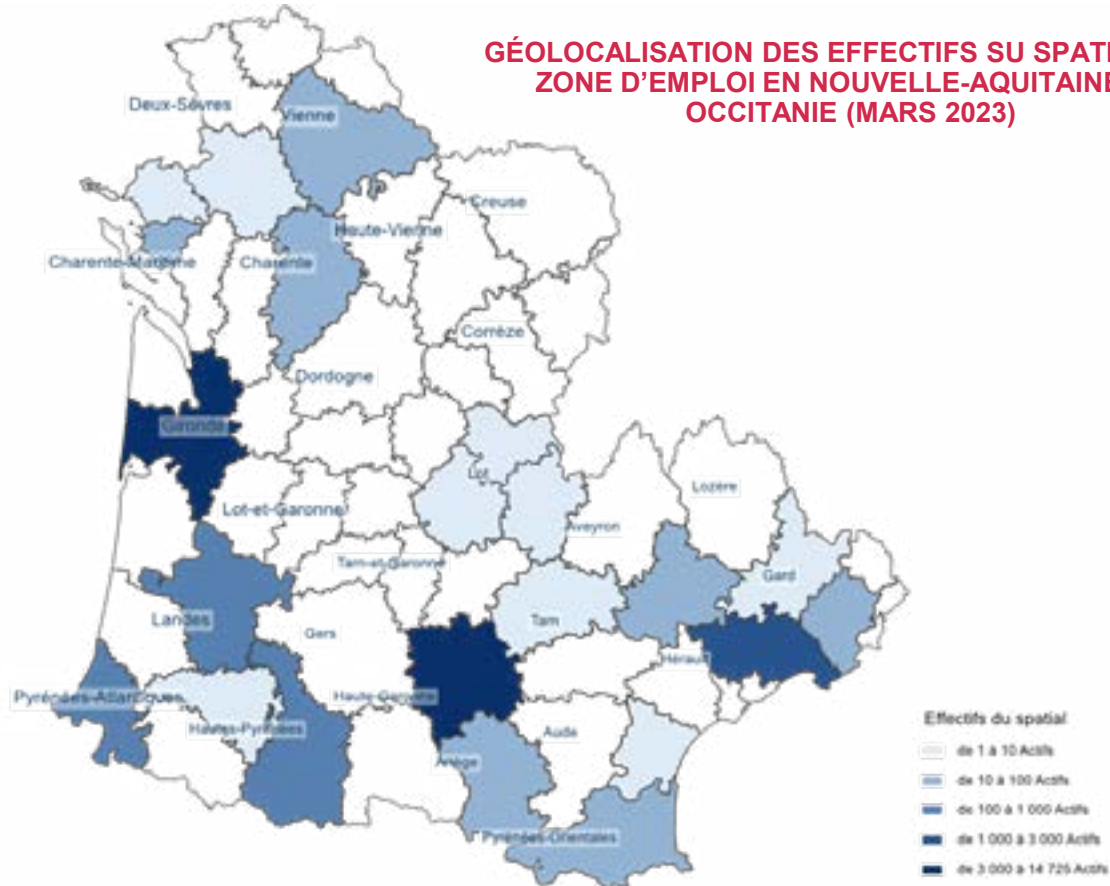 GÉOLOCALISATION DES EFFECTIFS SU SPATI
ZONE D'EMPLOI EN NOUVELLE-AQUITAINE
OCCITANIE (MARS 2023)
Deux-Sèvres
Vienne
Creuse
Haute-Vienne
Charente-Maritime
Charente
Corrèze
Dordogne
Gironde
Lot
Lozère
Lot-et-Garonne
Aveyron
Tarn-et-Garonne
Gard
Landes
Gers
Tarn
Hérault
Pyrénées-Atlantiques
Haute-Garonne
Hautes-Pyrénées
Aude
Ariège
Pyrénées-Orientales
Effectifs du spatial
de 1 à 10 Actifs
de 10 à 100 Actifs
de 100 à 1 000 Actifs
de 1 000 à 3 000 Actifs
de 3 000 à 14 725 Actifs